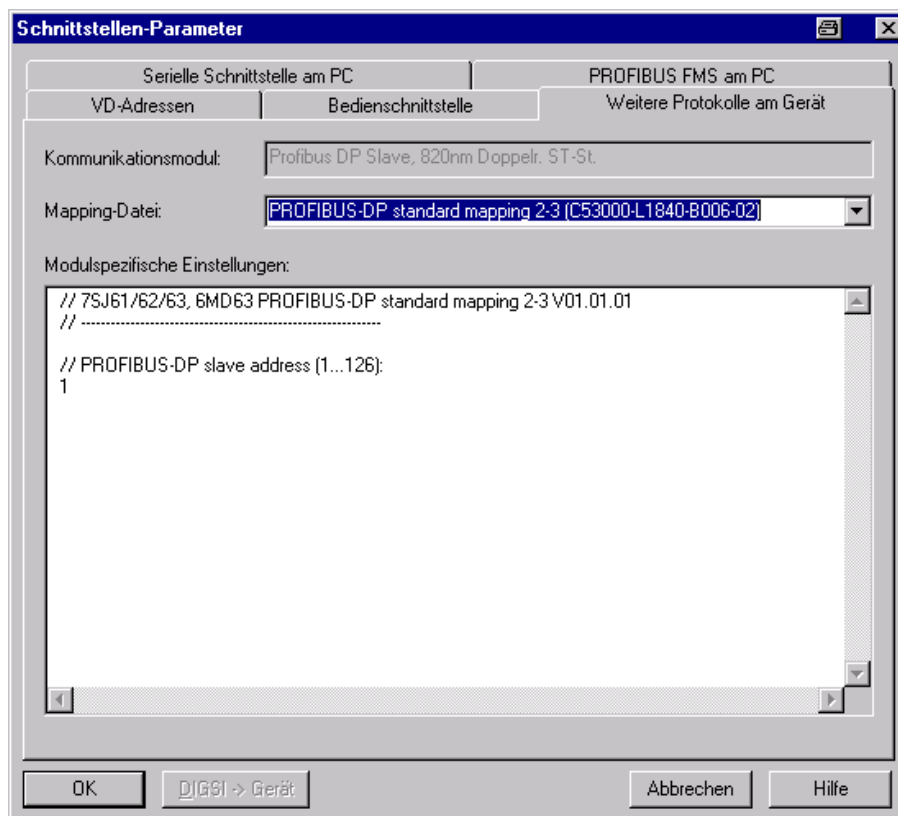 Schnittstellen-Parameter
Serielle Schnittstelle am PC
PROFIBUS FMS am PC
VD-Adressen
Bedienschnittstelle
Weitere Protokolle am Gerät
Kommunikationsmodul:
Profibus DP Slave, 820nm Doppelr. ST-St.
Mapping-Datei:
PROFIBUS-DP standard mapping 2-3 (C53000-L1840-B006-02)
Modulspezifische Einstellungen:
// 7SJ61/62/63, 6MD63 PROFIBUS-DP standard mapping 2-3 V01.01.01
// -------------------------------------------------------------
// PROFIBUS-DP slave address (1...126):
1
OK
DIGSI -> Gerät
Abbrechen
Hilfe